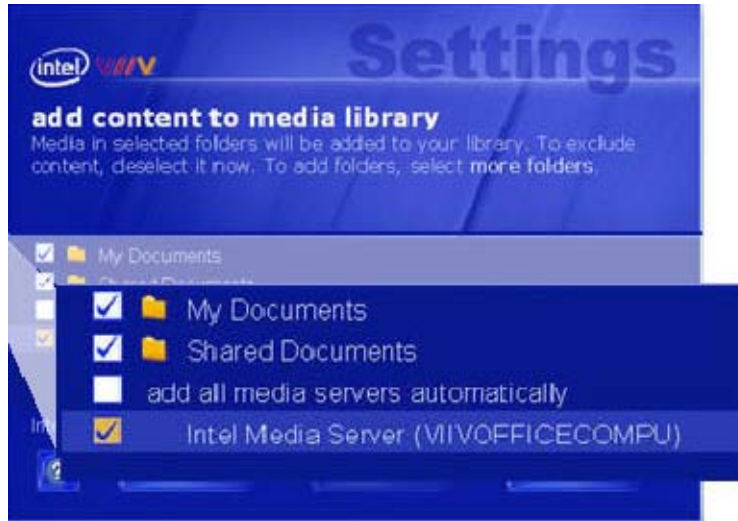 Settings
intel VIIV
add content to media library
Media in selected folders will be added to your library. To exclude
content, deselect it now. To add folders, select more folders.
My Documents
Shared Documents
My Documents
Shared Documents
add all media servers automatically
Intel Media Server (VIIVOFFICECOMPU)
?